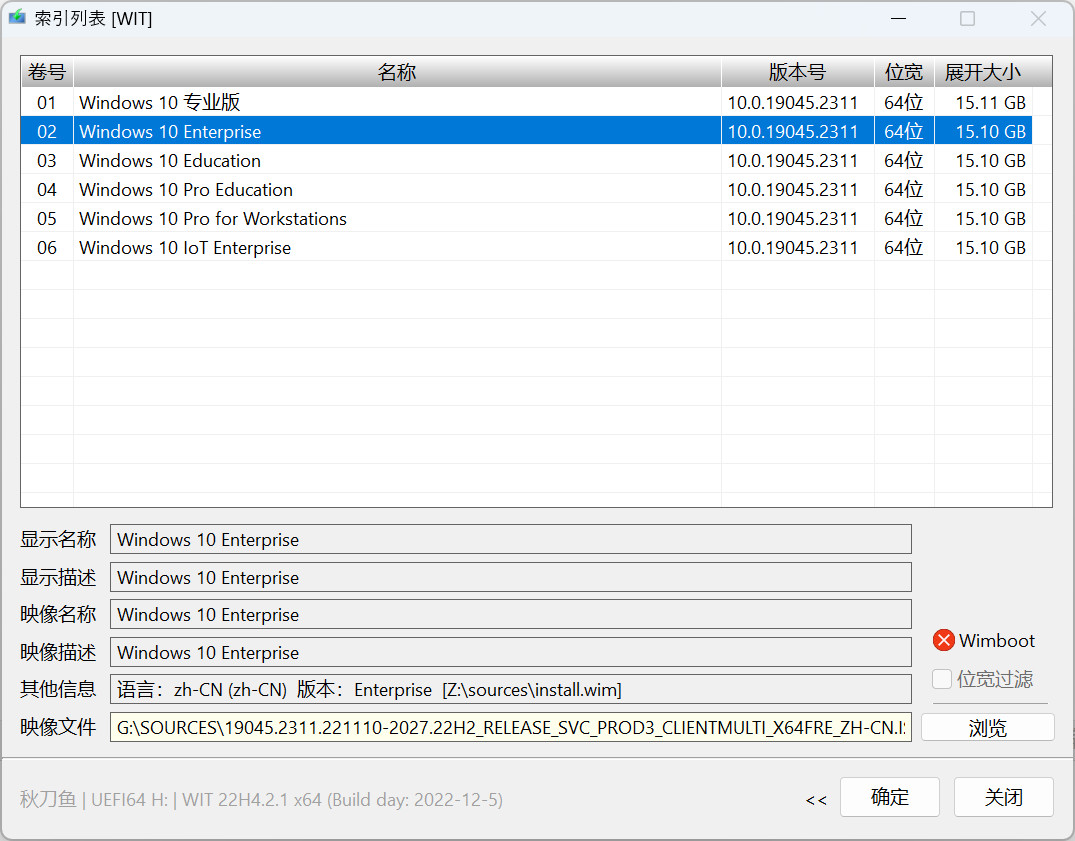 索引列表 [WIT]
卷号 名称 版本号 位宽 展开大小
01 Windows 10 专业版 10.0.19045.2311 64位 15.11 GB
02 Windows 10 Enterprise 10.0.19045.2311 64位 15.10 GB
03 Windows 10 Education 10.0.19045.2311 64位 15.10 GB
04 Windows 10 Pro Education 10.0.19045.2311 64位 15.10 GB
05 Windows 10 Pro for Workstations 10.0.19045.2311 64位 15.10 GB
06 Windows 10 IoT Enterprise 10.0.19045.2311 64位 15.10 GB
显示名称 Windows 10 Enterprise
显示描述 Windows 10 Enterprise
映像名称 Windows 10 Enterprise
映像描述 Windows 10 Enterprise
Wimboot
其他信息 语言：zh-CN (zh-CN) 版本：Enterprise [Z:\sources\install.wim]
位宽过滤
映像文件 G:\SOURCES\19045.2311.221110-2027.22H2_RELEASE_SVC_PROD3_CLIENTMULTI_X64FRE_ZH-CN.I
浏览
秋刀鱼 | UEFI64 H: | WIT 22H4.2.1 x64 (Build day: 2022-12-5)
<< 确定 关闭